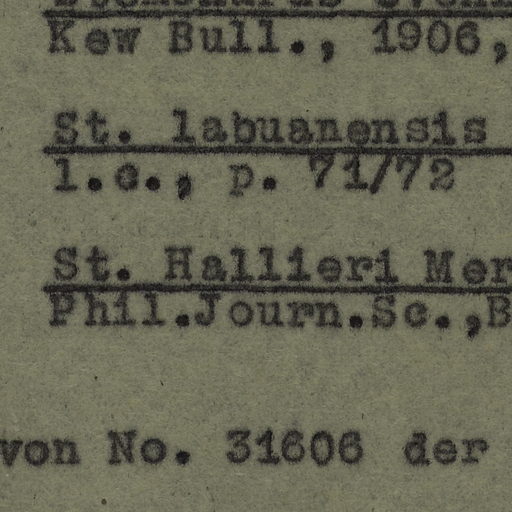 Kew Bull., 1906,
St. labuanensis
l.c., p. 71/72
St. Hallieri Mer
Phil.Journ.Sc.,B
von No. 31606 der